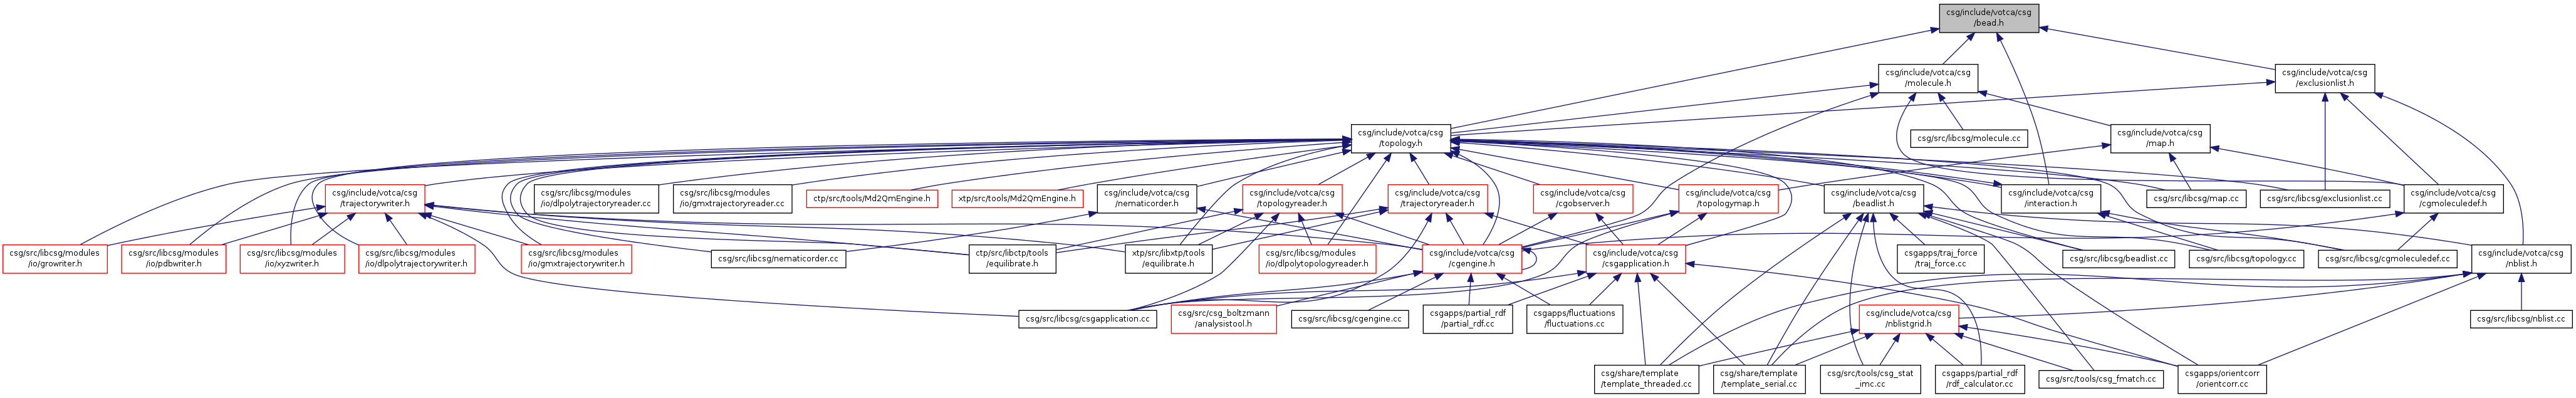 csg/include/votca/csg
/bead.h
csg/include/votca/csg
/molecule.h
csg/include/votca/csg
/exclusionlist.h
csg/include/votca/csg
/topology.h
csg/src/libcsg/molecule.cc
csg/include/votca/csg
/map.h
csg/include/votca/csg
/trajectorywriter.h
csg/src/libcsg/modules
/io/dlpolytrajectoryreader.cc
csg/src/libcsg/modules
/io/gmxtrajectoryreader.cc
ctp/src/tools/Md2QmEngine.h
xtp/src/tools/Md2QmEngine.h
csg/include/votca/csg
/nematicorder.h
csg/include/votca/csg
/topologyreader.h
csg/include/votca/csg
/trajectoryreader.h
csg/include/votca/csg
/cgobserver.h
csg/include/votca/csg
/topologymap.h
csg/include/votca/csg
/beadlist.h
csg/include/votca/csg
/interaction.h
csg/src/libcsg/map.cc
csg/src/libcsg/exclusionlist.cc
csg/include/votca/csg
/cgmoleculedef.h
csg/src/libcsg/modules
/io/growriter.h
csg/src/libcsg/modules
/io/pdbwriter.h
csg/src/libcsg/modules
/io/xyzwriter.h
csg/src/libcsg/modules
/io/dlpolytrajectorywriter.h
csg/src/libcsg/modules
/io/gmxtrajectorywriter.h
csg/src/libcsg/nematicorder.cc
ctp/src/libctp/tools
/equilibrate.h
xtp/src/libxtp/tools
/equilibrate.h
csg/src/libcsg/modules
/io/dlpolytopologyreader.h
csg/include/votca/csg
/cgengine.h
csg/include/votca/csg
/csgapplication.h
csgapps/traj_force
/traj_force.cc
csg/src/libcsg/beadlist.cc
csg/src/libcsg/topology.cc
csg/src/libcsg/cgmoleculedef.cc
csg/include/votca/csg
/nblist.h
csg/src/libcsg/csgapplication.cc
csg/src/csg_boltzmann
/analysistool.h
csg/src/libcsg/cgengine.cc
csgapps/partial_rdf
/partial_rdf.cc
csgapps/fluctuations
/fluctuations.cc
csg/include/votca/csg
/nblistgrid.h
csg/src/libcsg/nblist.cc
csg/share/template
/template_threaded.cc
csg/share/template
/template_serial.cc
csg/src/tools/csg_stat
_imc.cc
csgapps/partial_rdf
/rdf_calculator.cc
csg/src/tools/csg_fmatch.cc
csgapps/orientcorr
/orientcorr.cc